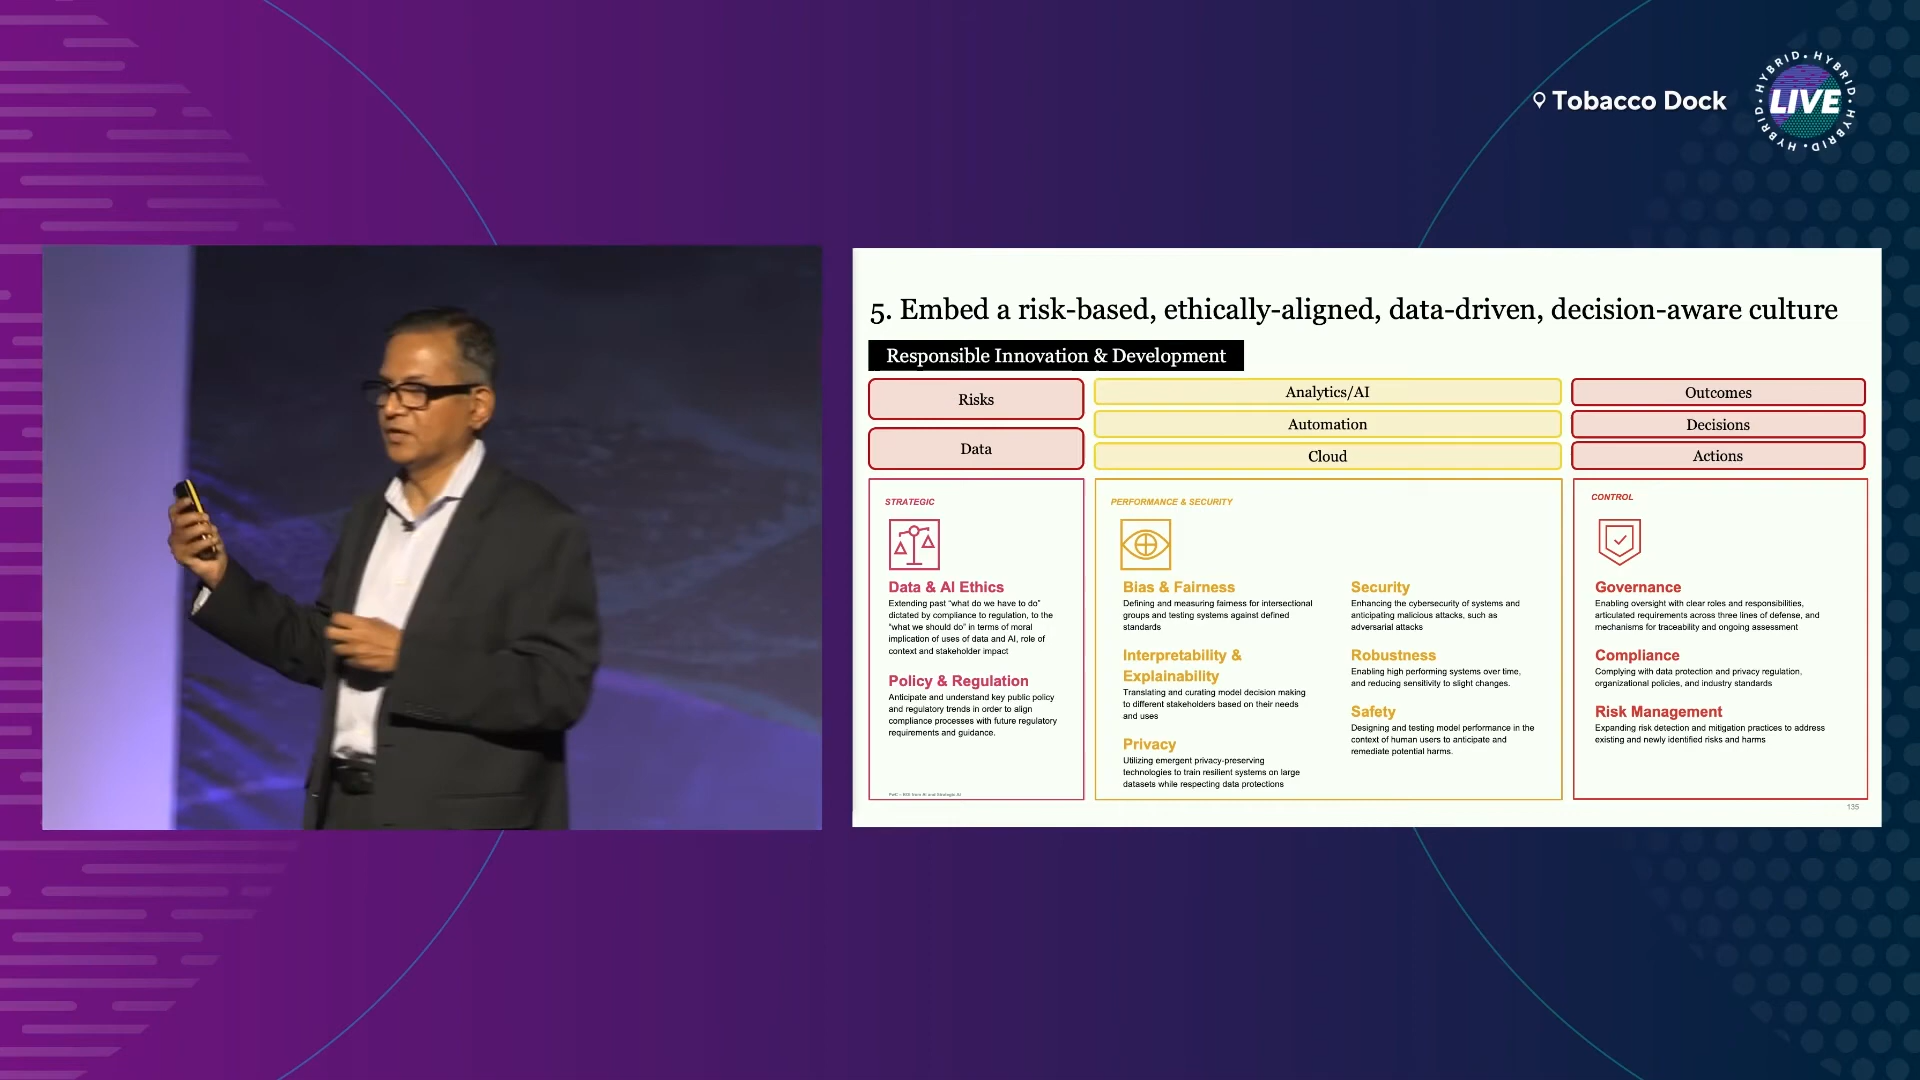 Tobacco Dock
HYBRID • HYBRID • HYBRID • HYBRID •
LIVE
5. Embed a risk-based, ethically-aligned, data-driven, decision-aware culture
Responsible Innovation & Development
Risks
Data
Analytics/AI
Automation
Cloud
Outcomes
Decisions
Actions
STRATEGIC
Data & AI Ethics
Extending past “what do we have to do”
dictated by compliance to regulation, to the
“what we should do” in terms of moral
implication of uses of data and AI, role of
context and stakeholder impact
Policy & Regulation
Anticipate and understand key public policy
and regulatory trends in order to align
compliance processes with future regulatory
requirements and guidance.
PERFORMANCE & SECURITY
Bias & Fairness
Defining and measuring fairness for intersectional
groups and testing systems against defined
standards
Interpretability &
Explainability
Translating and curating model decision making
to different stakeholders based on their needs
and uses
Privacy
Utilizing emergent privacy-preserving
technologies to train resilient systems on large
datasets while respecting data protections
Security
Enhancing the cybersecurity of systems and
anticipating malicious attacks, such as
adversarial attacks
Robustness
Enabling high performing systems over time,
and reducing sensitivity to slight changes.
Safety
Designing and testing model performance in the
context of human users to anticipate and
remediate potential harms.
CONTROL
Governance
Enabling oversight with clear roles and responsibilities,
articulated requirements across three lines of defense, and
mechanisms for traceability and ongoing assessment
Compliance
Complying with data protection and privacy regulation,
organizational policies, and industry standards
Risk Management
Expanding risk detection and mitigation practices to address
existing and newly identified risks and harms
135